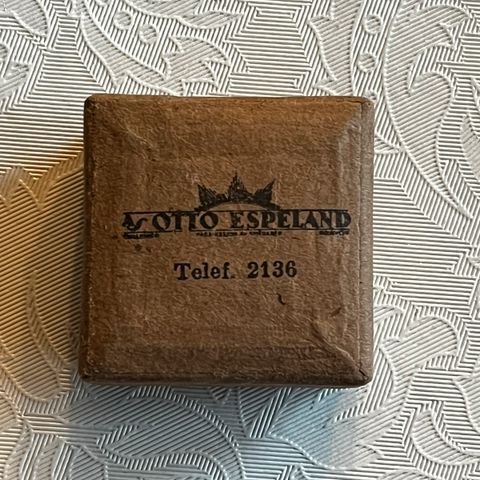 A/S OTTO ESPELAND
Telef. 2136